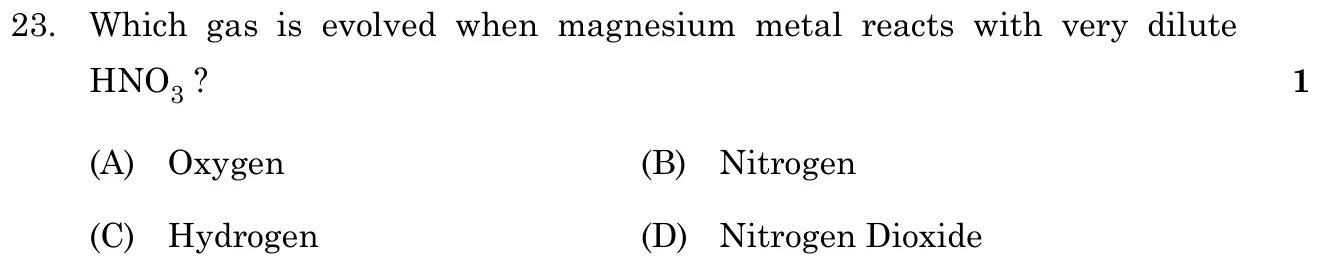 23. Which gas is evolved when magnesium metal reacts with very dilute
HNO₃ ? 1
(A) Oxygen (B) Nitrogen
(C) Hydrogen (D) Nitrogen Dioxide